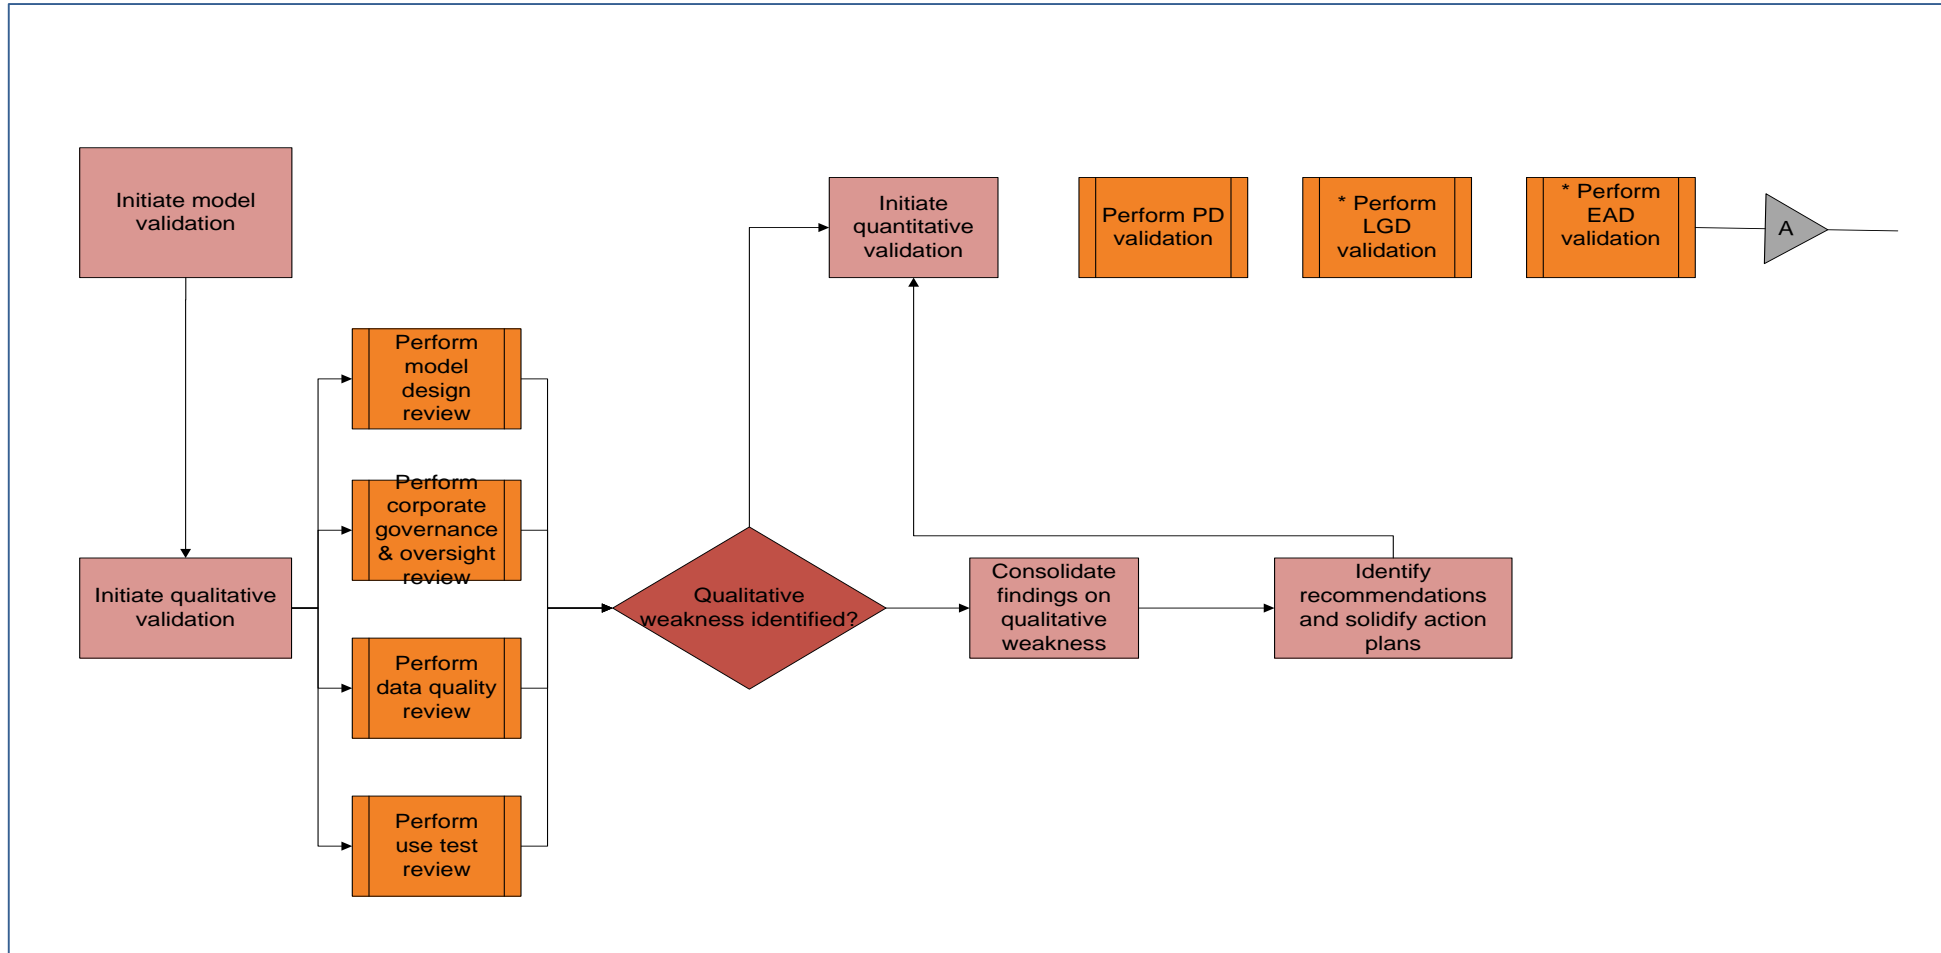 Initiate model
validation
Initiate quantitative
validation
Perform PD
validation
* Perform
LGD
validation
* Perform
EAD
validation
A
Perform
model
design
review
Perform
corporate
governance
& oversight
review
Initiate qualitative
validation
Qualitative
weakness identified?
Consolidate
findings on
qualitative
weakness
Identify
recommendations
and solidify action
plans
Perform
data quality
review
Perform
use test
review